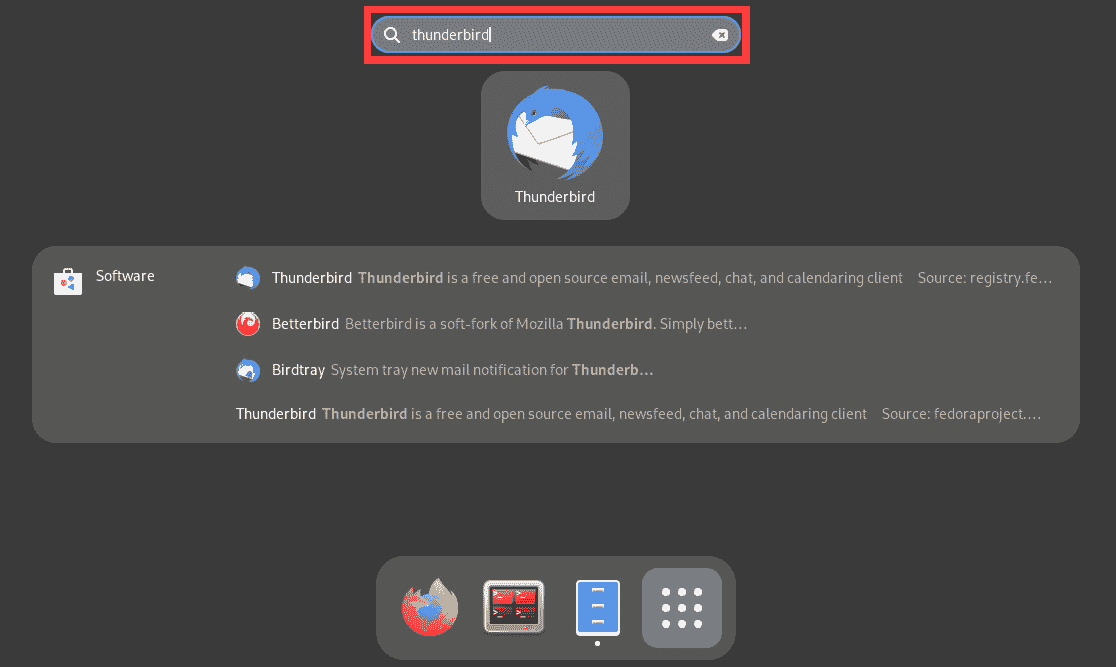 thunderbird
Thunderbird
Software
Thunderbird Thunderbird is a free and open source email, newsfeed, chat, and calendaring client Source: registry.fe…
Betterbird Betterbird is a soft-fork of Mozilla Thunderbird. Simply bett…
Birdtray System tray new mail notification for Thunderb…
Thunderbird Thunderbird is a free and open source email, newsfeed, chat, and calendaring client Source: fedoraproject.…